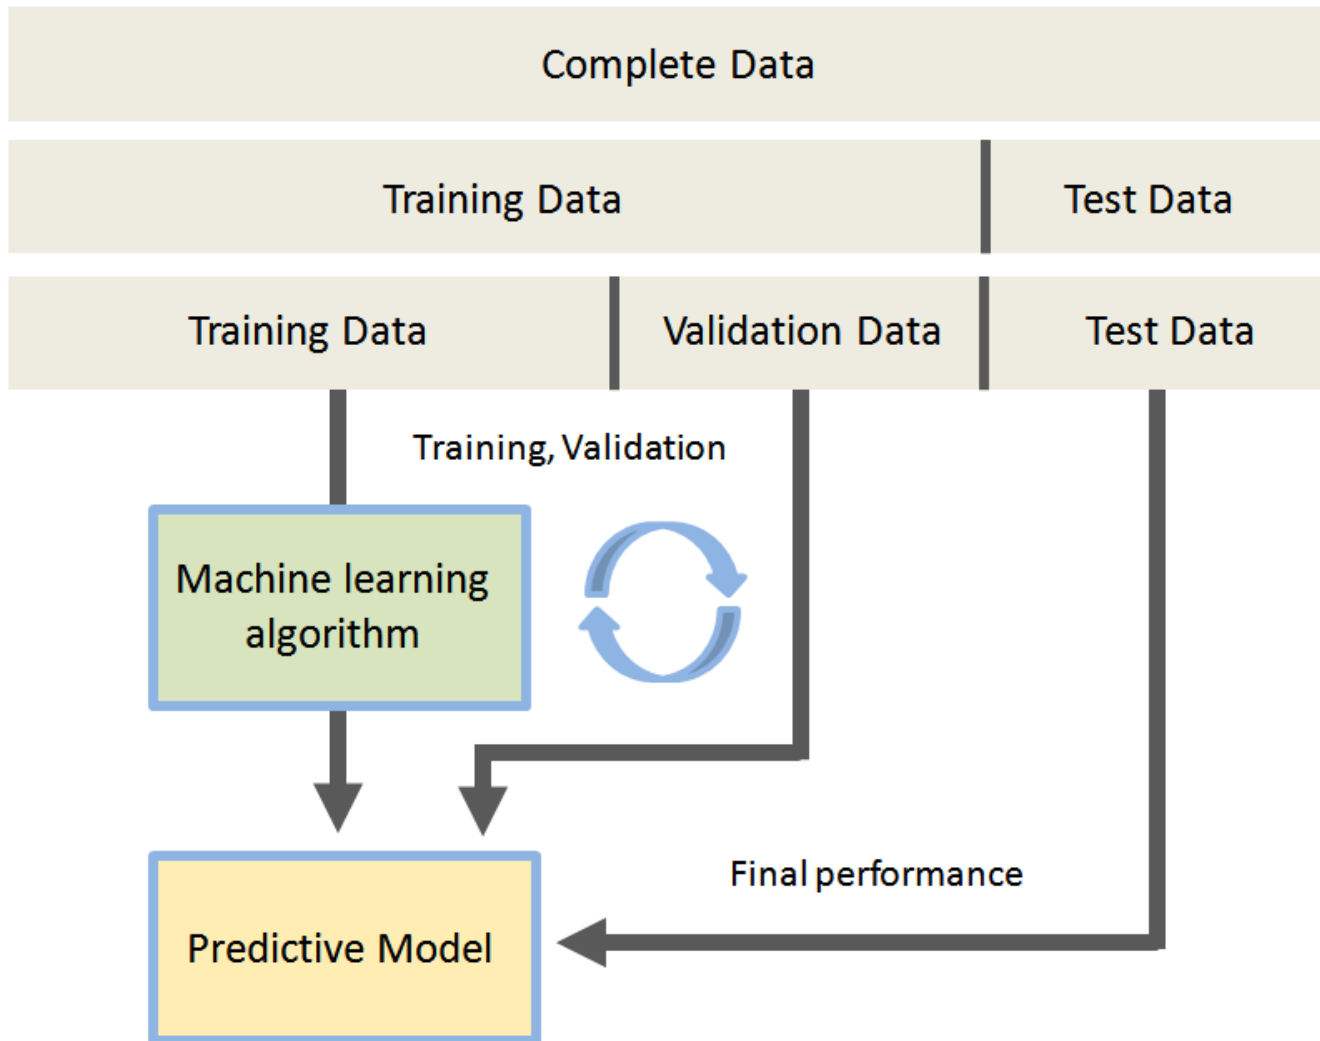 Complete Data
Training Data
Test Data
Training Data
Validation Data
Test Data
Training, Validation
Machine learning
algorithm
Final performance
Predictive Model